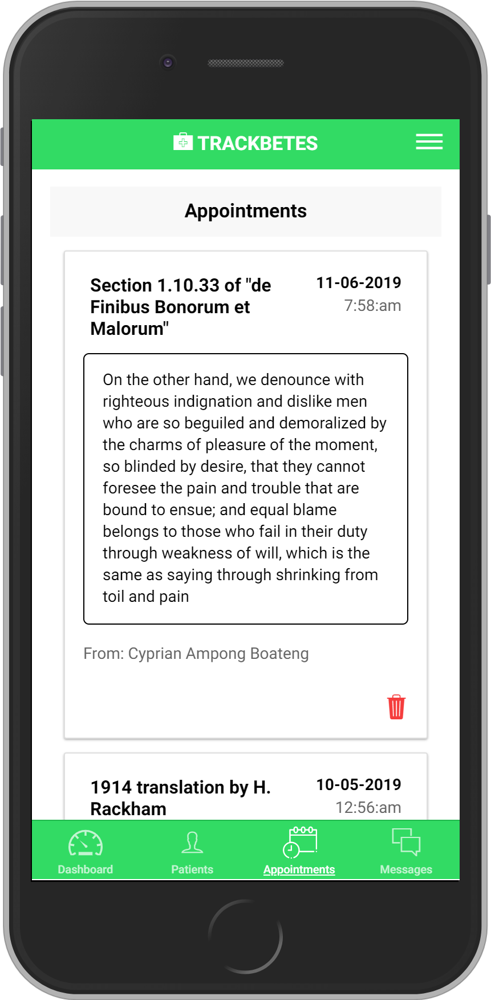 TRACKBETES
Appointments
Section 1.10.33 of "de
Finibus Bonorum et
Malorum"
11-06-2019
7:58:am
On the other hand, we denounce with
righteous indignation and dislike men
who are so beguiled and demoralized by
the charms of pleasure of the moment,
so blinded by desire, that they cannot
foresee the pain and trouble that are
bound to ensue; and equal blame
belongs to those who fail in their duty
through weakness of will, which is the
same as saying through shrinking from
toil and pain
From: Cyprian Ampong Boateng
1914 translation by H.
Rackham
10-05-2019
12:56:am
Dashboard
Patients
Appointments
Messages